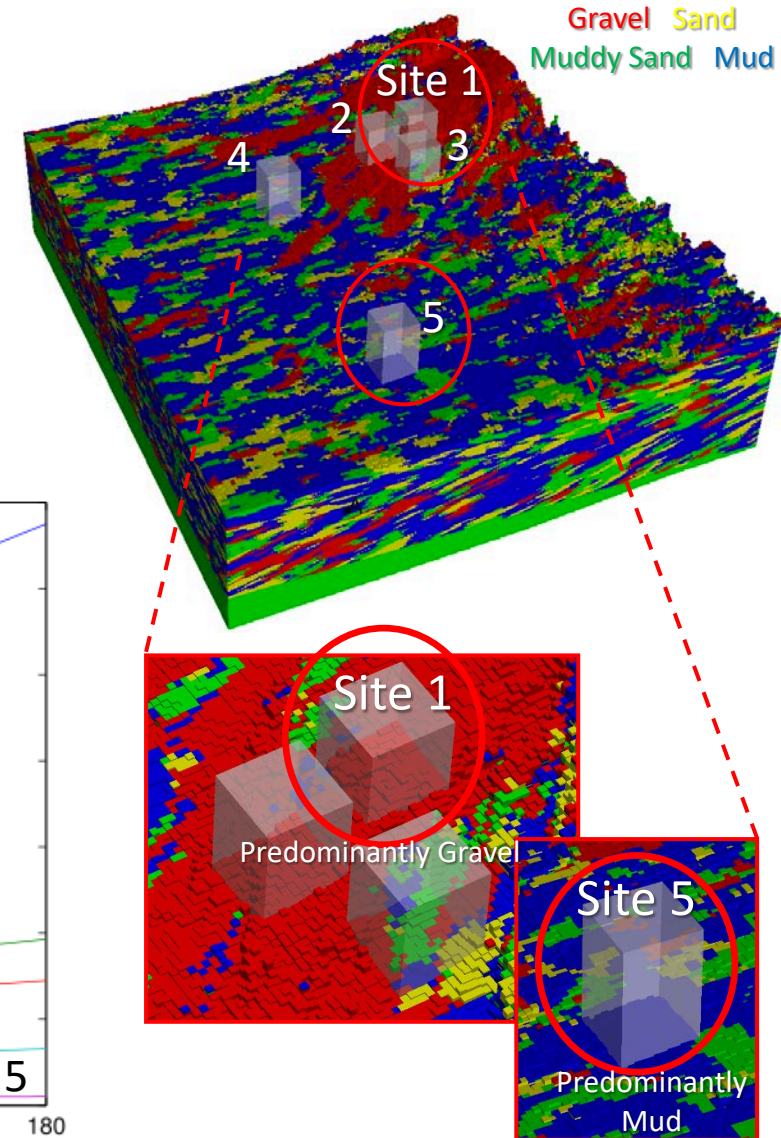 Gravel Sand
Muddy Sand Mud
Site 1
2
3
4
5
Site 1
Predominantly Gravel
Site 5
Predominantly
Mud
5
180